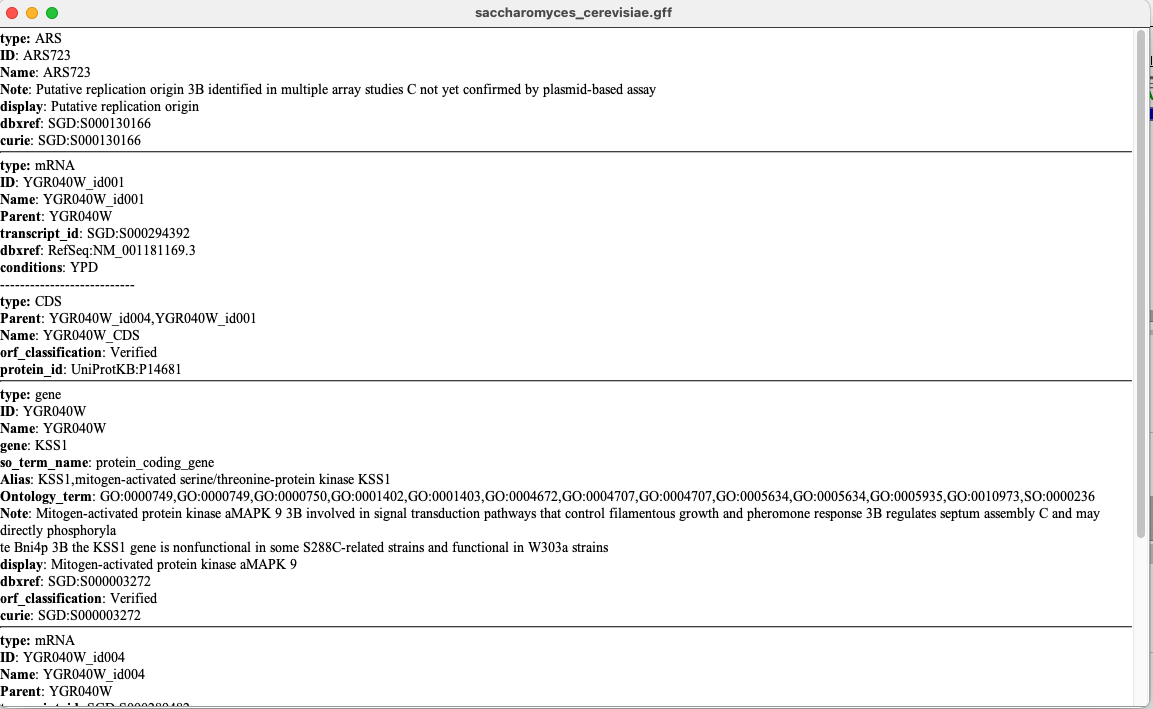 saccharomyces_cerevisiae.gff
type: ARS
ID: ARS723
Name: ARS723
Note: Putative replication origin 3B identified in multiple array studies C not yet confirmed by plasmid-based assay
display: Putative replication origin
dbxref: SGD:S000130166
curie: SGD:S000130166
type: mRNA
ID: YGR040W_id001
Name: YGR040W_id001
Parent: YGR040W
transcript_id: SGD:S000294392
dbxref: RefSeq:NM_001181169.3
conditions: YPD
---------------------------
type: CDS
Parent: YGR040W_id004,YGR040W_id001
Name: YGR040W_CDS
orf_classification: Verified
protein_id: UniProtKB:P14681
type: gene
ID: YGR040W
Name: YGR040W
gene: KSS1
so_term_name: protein_coding_gene
Alias: KSS1,mitogen-activated serine/threonine-protein kinase KSS1
Ontology_term: GO:0000749,GO:0000749,GO:0000750,GO:0001402,GO:0001403,GO:0004672,GO:0004707,GO:0004707,GO:0005634,GO:0005634,GO:0005935,GO:0010973,SO:0000236
Note: Mitogen-activated protein kinase aMAPK 9 3B involved in signal transduction pathways that control filamentous growth and pheromone response 3B regulates septum assembly C and may
directly phosphoryla
te Bni4p 3B the KSS1 gene is nonfunctional in some S288C-related strains and functional in W303a strains
display: Mitogen-activated protein kinase aMAPK 9
dbxref: SGD:S000003272
orf_classification: Verified
curie: SGD:S000003272
type: mRNA
ID: YGR040W_id004
Name: YGR040W_id004
Parent: YGR040W